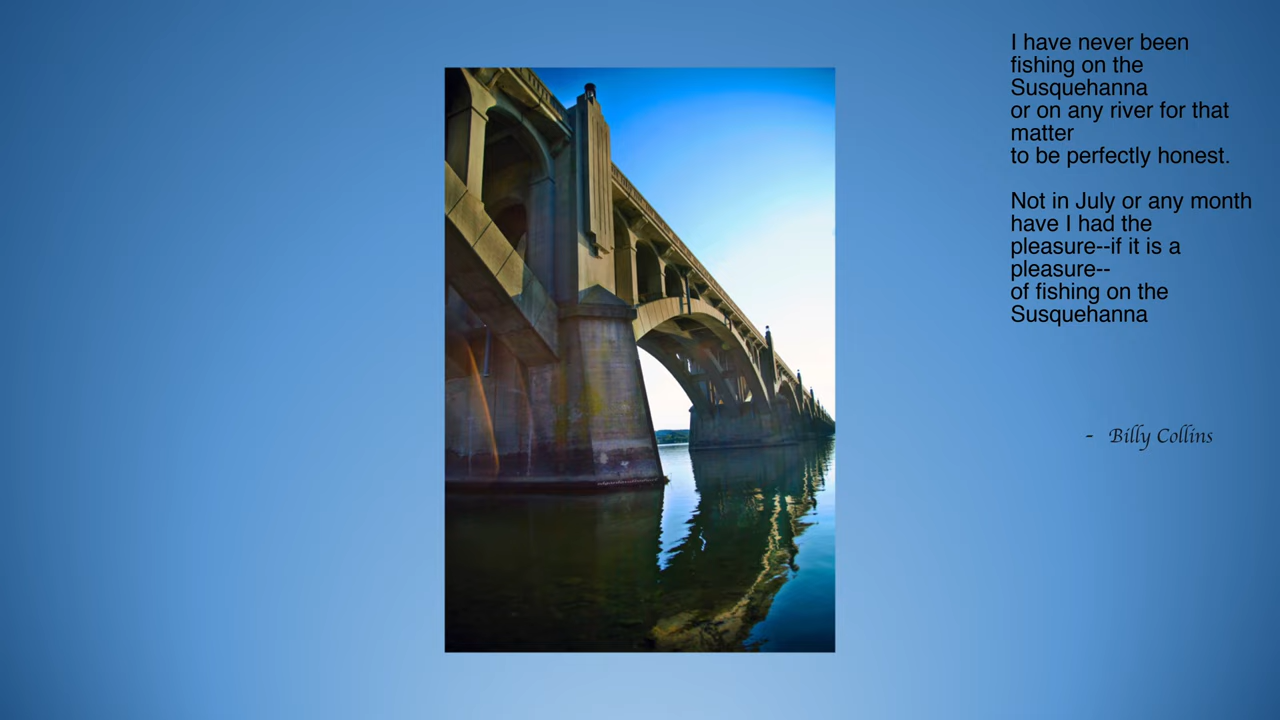 I have never been
fishing on the
Susquehanna
or on any river for that
matter
to be perfectly honest.
Not in July or any month
have I had the
pleasure--if it is a
pleasure--
of fishing on the
Susquehanna
- Billy Collins